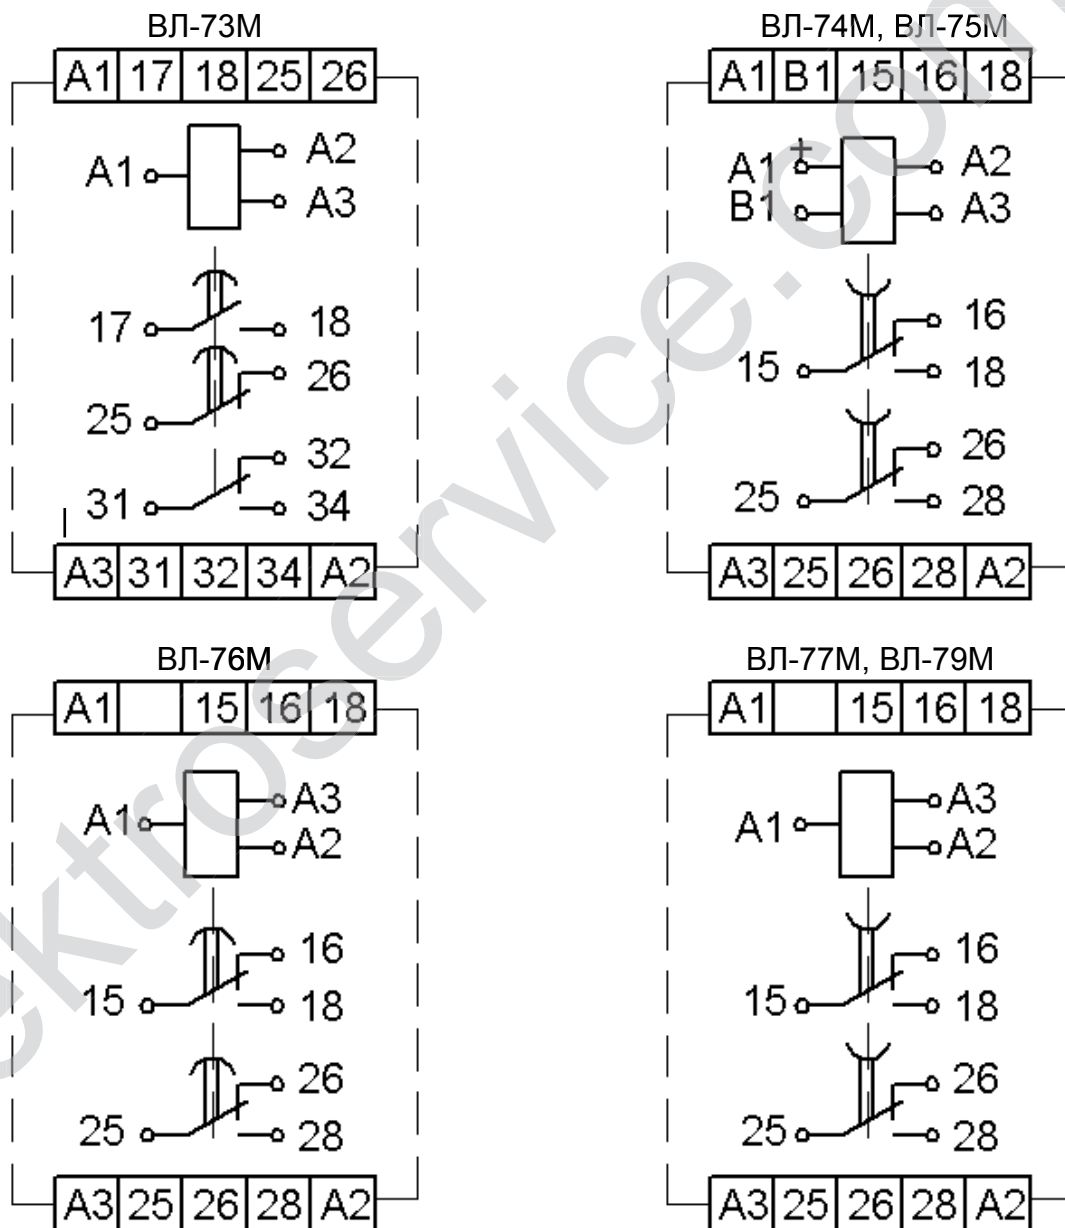 ВЛ-73М
A1 17 18 25 26
A1 A2
A3
17 18
26
25
32
31 34
A3 31 32 34 A2
ВЛ-74М, ВЛ-75М
A1 B1 15 16 18
+
A1 A2
B1 A3
16
15 18
26
25 28
A3 25 26 28 A2
ВЛ-76М
A1 15 16 18
A3
A1
A2
16
15 18
26
25 28
A3 25 26 28 A2
ВЛ-77М, ВЛ-79М
A1 15 16 18
A3
A1
A2
16
15 18
26
25 28
A3 25 26 28 A2
ektroservice.com